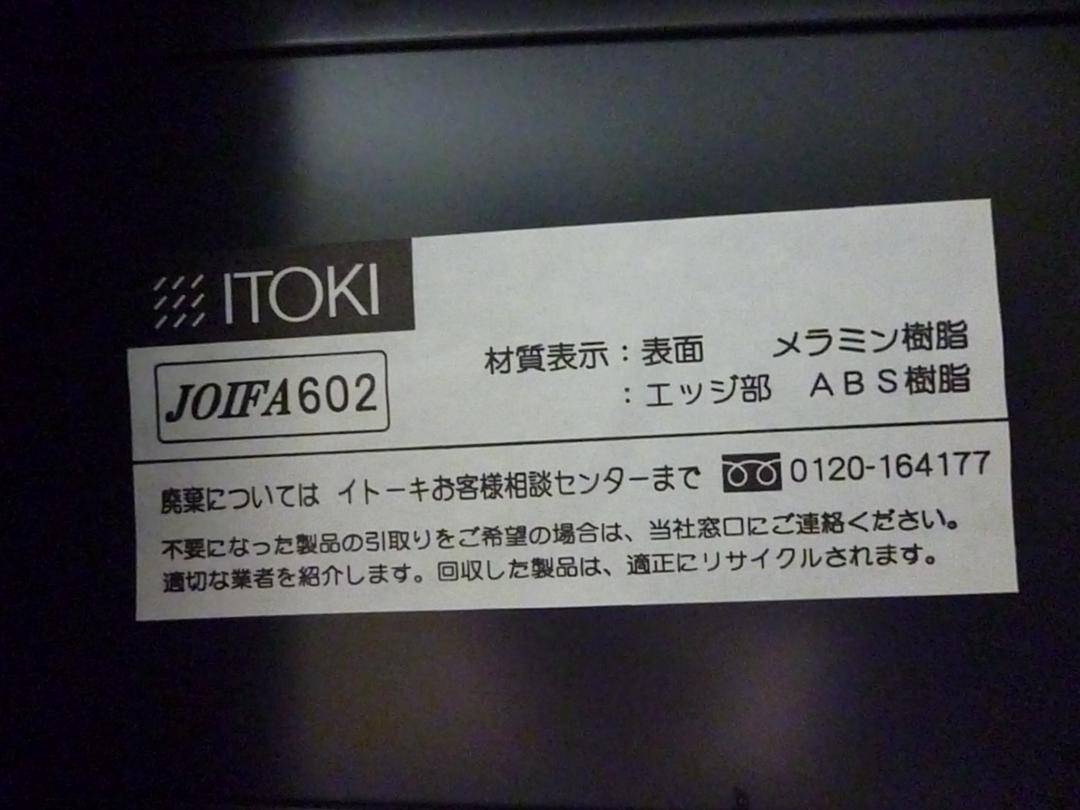 ITOKI
JOIFA602
材質表示：表面　メラミン樹脂
：エッジ部　ＡＢＳ樹脂
廃棄については イトーキお客様相談センターまで 0120-164177
不要になった製品の引取りをご希望の場合は、当社窓口にご連絡ください。
適切な業者を紹介します。回収した製品は、適正にリサイクルされます。